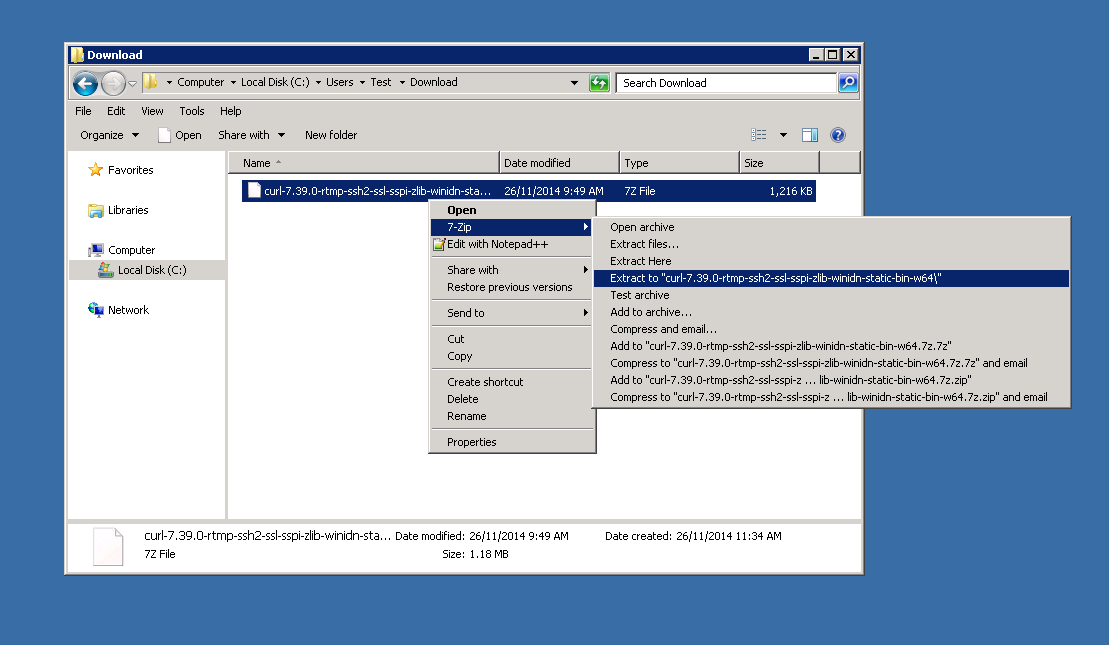 Download
Computer Local Disk (C:) Users Test Download
Search Download
File Edit View Tools Help
Organize Open Share with New folder
Name Date modified Type Size
Favorites
Libraries
Computer
Local Disk (C:)
Network
curl-7.39.0-rtmp-ssh2-ssl-sspi-zlib-winidn-sta... 26/11/2014 9:49 AM 7Z File 1,216 KB
Open
7-Zip
Edit with Notepad++
Share with
Restore previous versions
Send to
Cut
Copy
Create shortcut
Delete
Rename
Properties
Open archive
Extract files...
Extract Here
Extract to "curl-7.39.0-rtmp-ssh2-ssl-sspi-zlib-winidn-static-bin-w64\"
Test archive
Add to archive...
Compress and email...
Add to "curl-7.39.0-rtmp-ssh2-ssl-sspi-zlib-winidn-static-bin-w64.7z.7z"
Compress to "curl-7.39.0-rtmp-ssh2-ssl-sspi-zlib-winidn-static-bin-w64.7z.7z" and email
Add to "curl-7.39.0-rtmp-ssh2-ssl-sspi-z ... lib-winidn-static-bin-w64.7z.zip"
Compress to "curl-7.39.0-rtmp-ssh2-ssl-sspi-z ... lib-winidn-static-bin-w64.7z.zip" and email
curl-7.39.0-rtmp-ssh2-ssl-sspi-zlib-winidn-sta... Date modified: 26/11/2014 9:49 AM Date created: 26/11/2014 11:34 AM
7Z File Size: 1.18 MB